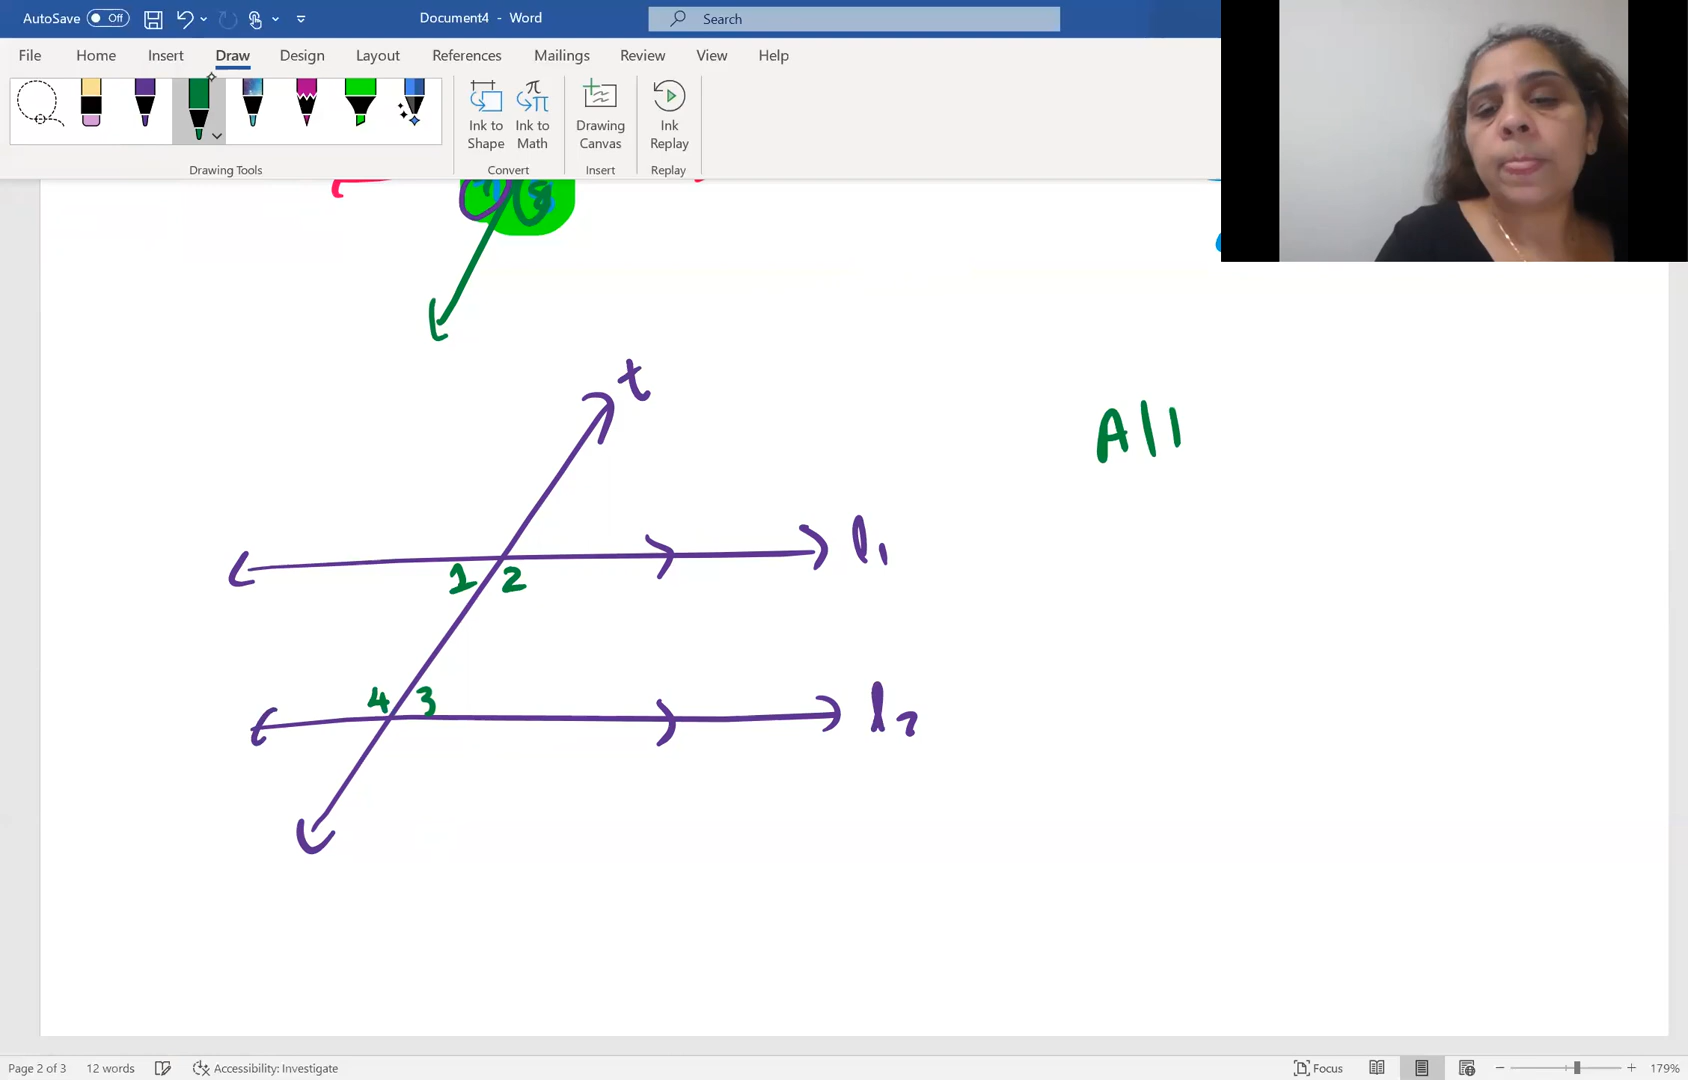 AutoSave Off Document4 - Word Search
File Home Insert Draw Design Layout References Mailings Review View Help
Ink to Shape
Ink to Math
Drawing Canvas
Ink Replay
Drawing Tools Convert Insert Replay
t
All
l₁
1 2
4 3
l₂
Page 2 of 3 12 words Accessibility: Investigate Focus 179%